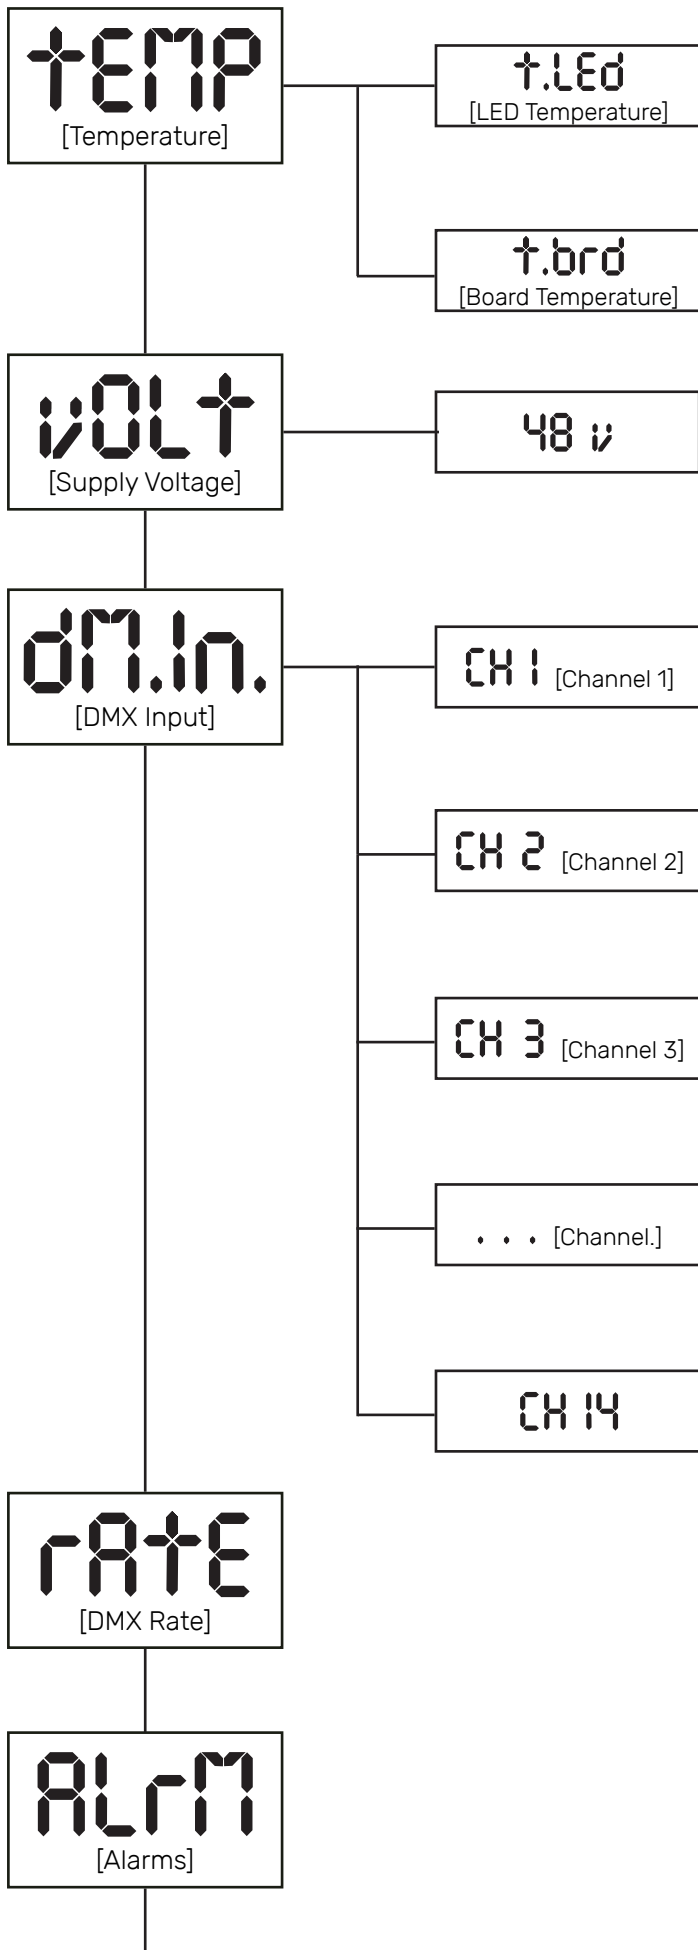 tEMP
[Temperature]
t.LEd
[LED Temperature]
t.brd
[Board Temperature]
vOLt
[Supply Voltage]
48 v
dM.In.
[DMX Input]
CH 1 [Channel 1]
CH 2 [Channel 2]
CH 3 [Channel 3]
. . . [Channel.]
CH 14
rAtE
[DMX Rate]
ALrM
[Alarms]